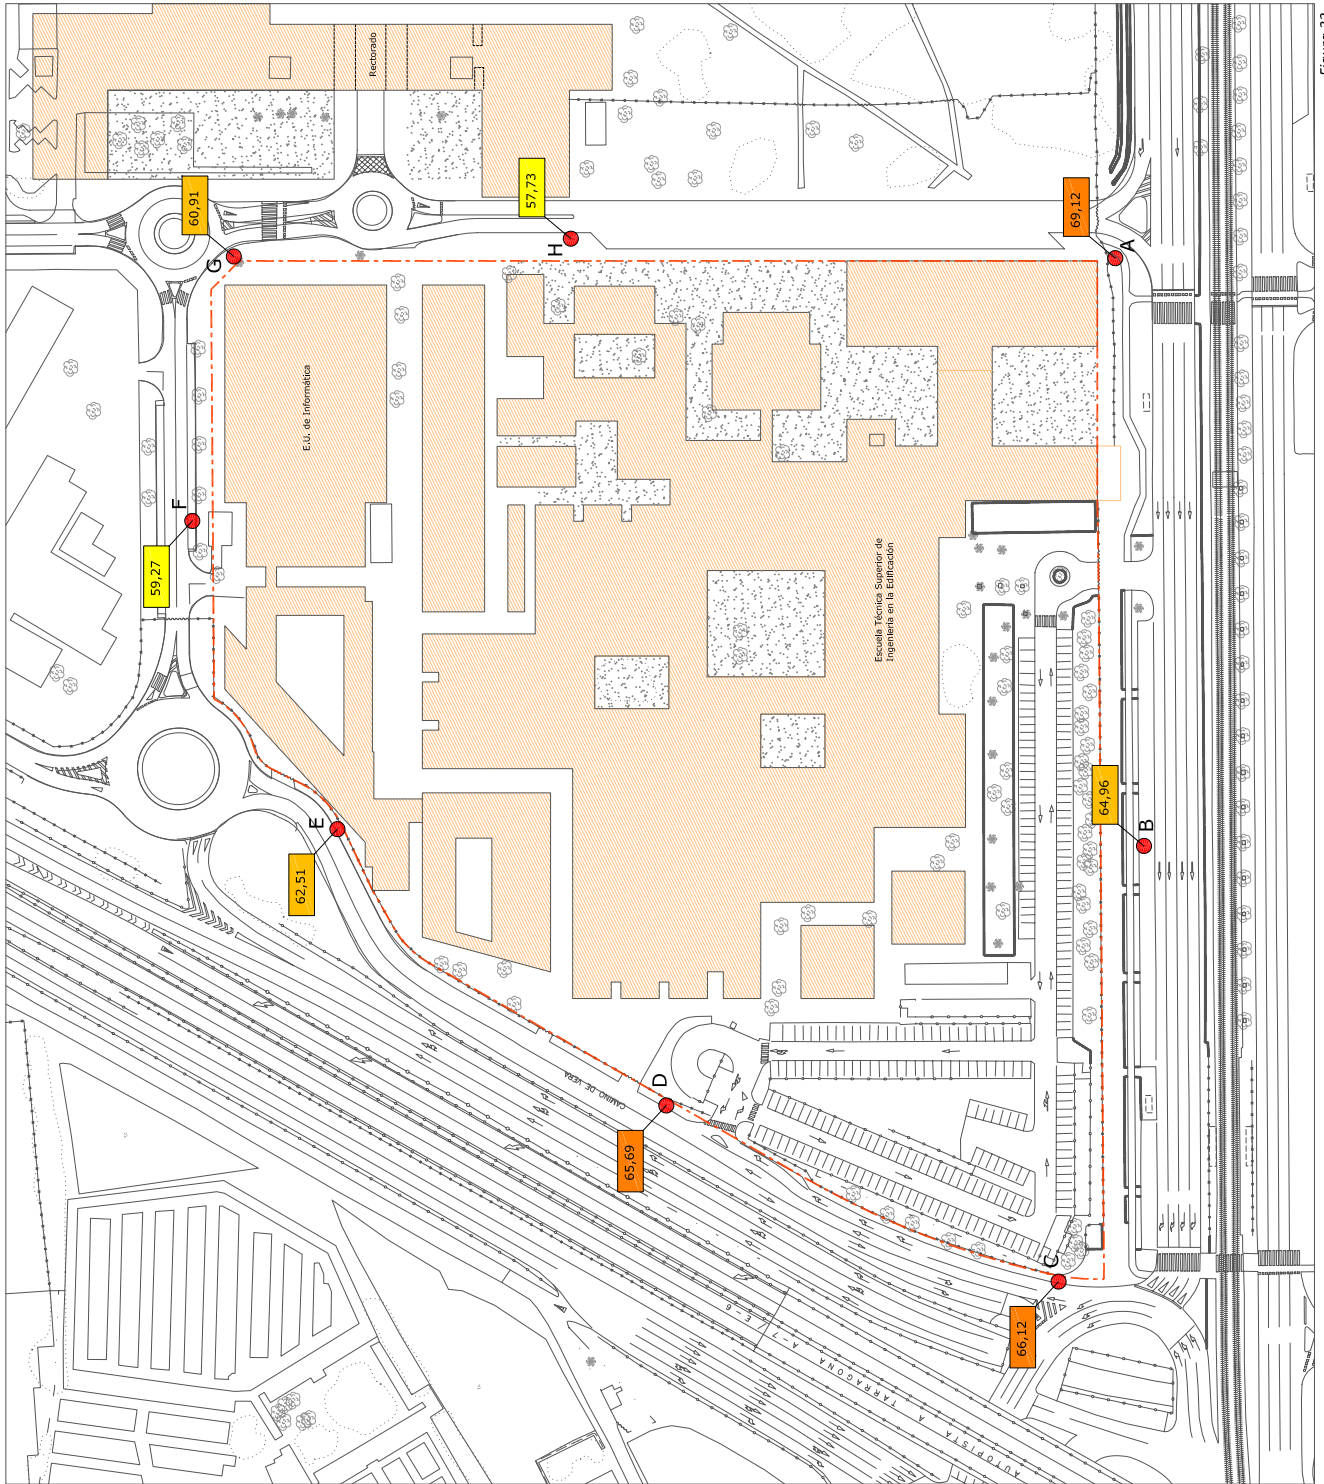 Rectorado
60,91
G
57,73
H
69,12
A
E.U. de Informática
59,27
F
Escuela Técnica Superior de
Ingeniería en la Edificación
62,51
E
64,96
B
CAMINO DE VERA
65,69
D
66,12
C
E-6
A-7
AUTOPISTA A TARRAGONA